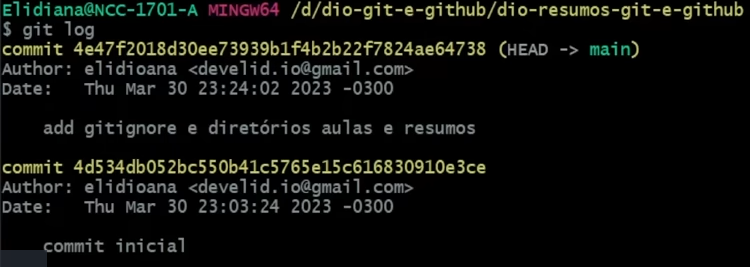 Elidiana@NCC-1701-A MINGW64 /d/dio-git-e-github/dio-resumos-git-e-github
$ git log
commit 4e47f2018d30ee73939b1f4b2b22f7824ae64738 (HEAD -> main)
Author: elidioana <develid.io@gmail.com>
Date:   Thu Mar 30 23:24:02 2023 -0300
add gitignore e diretórios aulas e resumos
commit 4d534db052bc550b41c5765e15c616830910e3ce
Author: elidioana <develid.io@gmail.com>
Date:   Thu Mar 30 23:03:24 2023 -0300
commit inicial